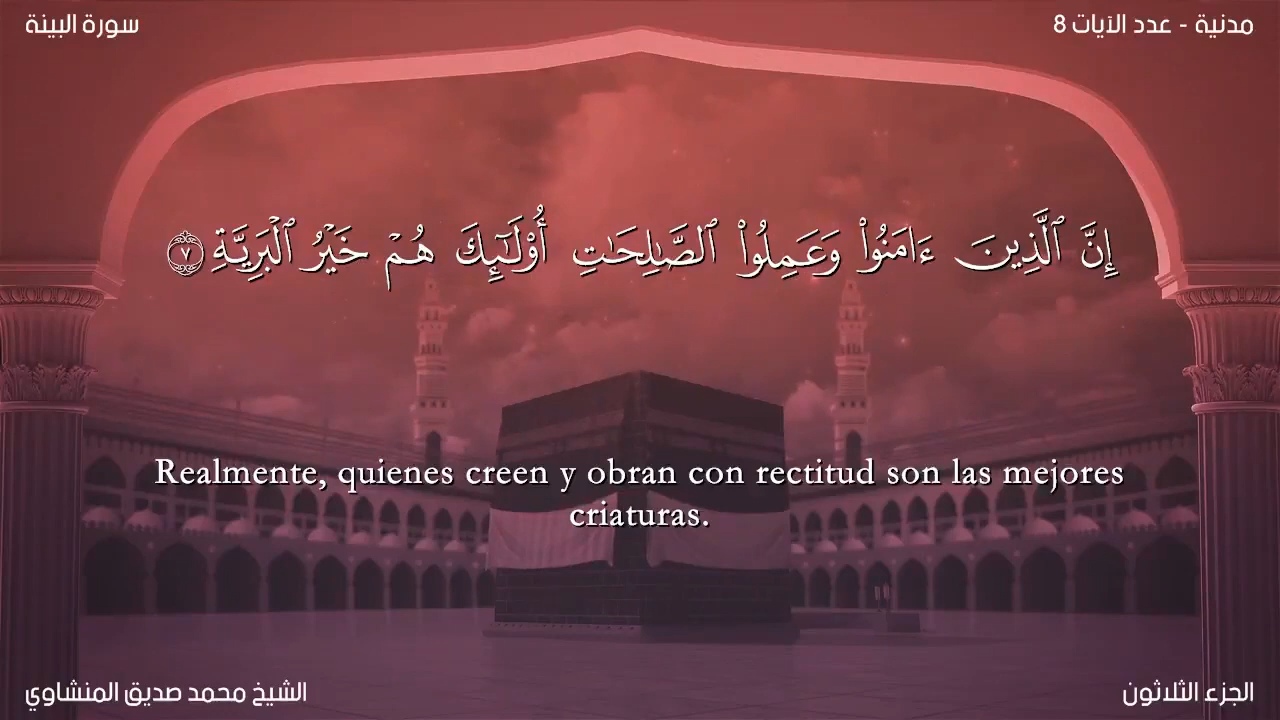 سورة البينة
مدنية - عدد الآيات 8
إِنَّ ٱلَّذِينَ ءَامَنُوا۟ وَعَمِلُوا۟ ٱلصَّـٰلِحَـٰتِ أُو۟لَـٰٓئِكَ هُمْ خَيْرُ ٱلْبَرِيَّةِ ٧
Realmente, quienes creen y obran con rectitud son las mejores
criaturas.
الشيخ محمد صديق المنشاوي
الجزء الثلاثون